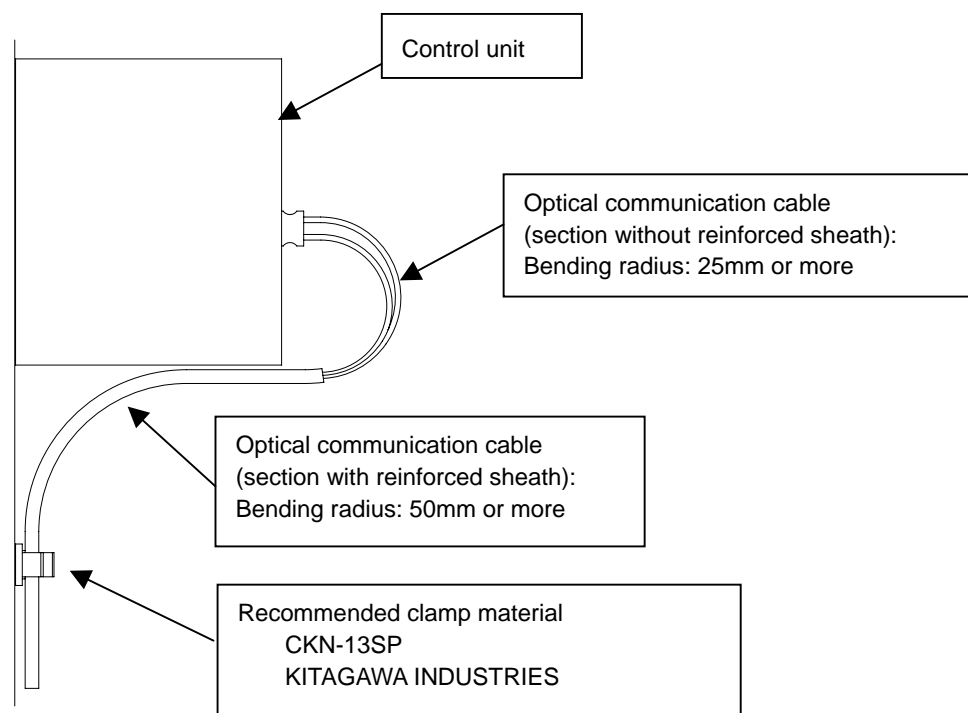 Control unit
Optical communication cable
(section without reinforced sheath):
Bending radius: 25mm or more
Optical communication cable
(section with reinforced sheath):
Bending radius: 50mm or more
Recommended clamp material
CKN-13SP
KITAGAWA INDUSTRIES